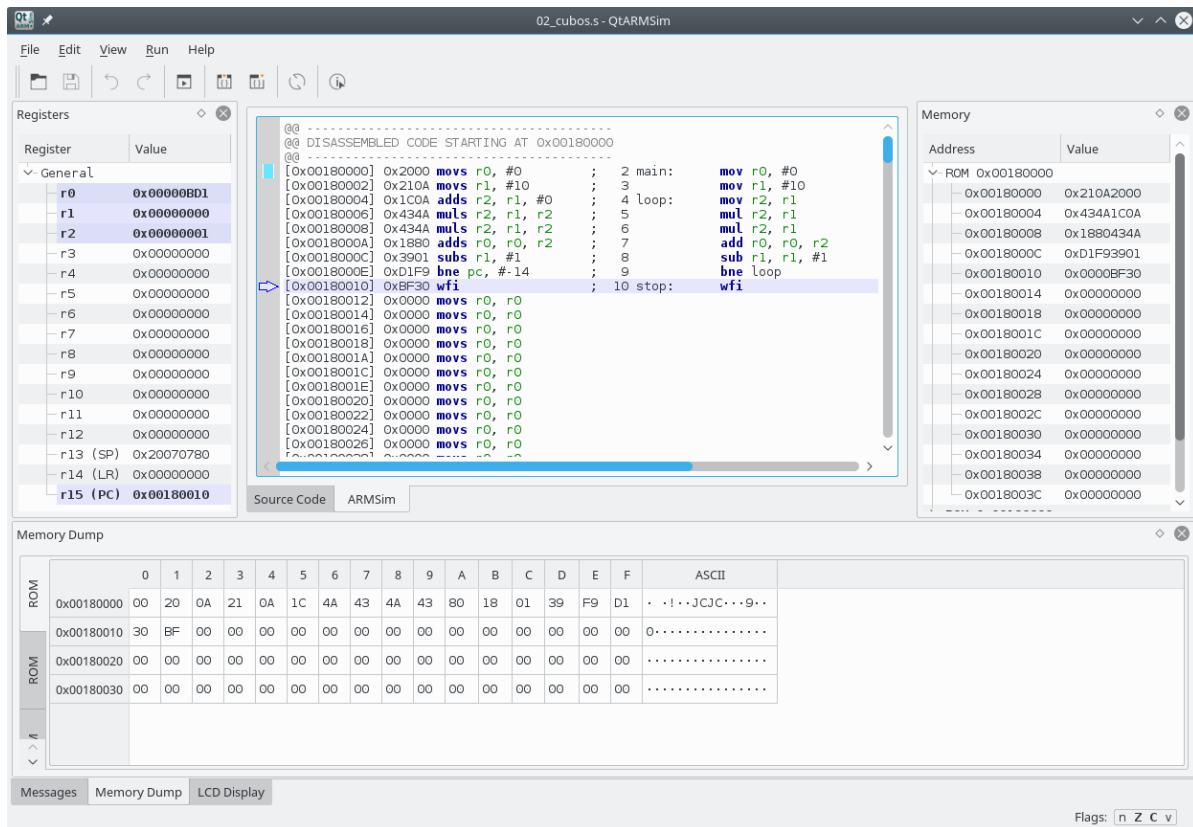 02_cubos.s - QtARMSim
File Edit View Run Help
Registers
Register Value
General
r0 0x00000BD1
r1 0x00000000
r2 0x00000001
r3 0x00000000
r4 0x00000000
r5 0x00000000
r6 0x00000000
r7 0x00000000
r8 0x00000000
r9 0x00000000
r10 0x00000000
r11 0x00000000
r12 0x00000000
r13 (SP) 0x20070780
r14 (LR) 0x00000000
r15 (PC) 0x00180010
@@ ----------------------------------------
@@ DISASSEMBLED CODE STARTING AT 0x00180000
@@ ----------------------------------------
[0x00180000] 0x2000 movs r0, #0 ; 2 main: mov r0, #0
[0x00180002] 0x210A movs r1, #10 ; 3 mov r1, #10
[0x00180004] 0x1C0A adds r2, r1, #0 ; 4 loop: mov r2, r1
[0x00180006] 0x434A muls r2, r1, r2 ; 5 mul r2, r1
[0x00180008] 0x434A muls r2, r1, r2 ; 6 mul r2, r1
[0x0018000A] 0x1880 adds r0, r0, r2 ; 7 add r0, r0, r2
[0x0018000C] 0x3901 subs r1, #1 ; 8 sub r1, r1, #1
[0x0018000E] 0xD1F9 bne pc, #-14 ; 9 bne loop
[0x00180010] 0xBF30 wfi ; 10 stop: wfi
[0x00180012] 0x0000 movs r0, r0
[0x00180014] 0x0000 movs r0, r0
[0x00180016] 0x0000 movs r0, r0
[0x00180018] 0x0000 movs r0, r0
[0x0018001A] 0x0000 movs r0, r0
[0x0018001C] 0x0000 movs r0, r0
[0x0018001E] 0x0000 movs r0, r0
[0x00180020] 0x0000 movs r0, r0
[0x00180022] 0x0000 movs r0, r0
[0x00180024] 0x0000 movs r0, r0
[0x00180026] 0x0000 movs r0, r0
Source Code ARMSim
Memory
Address Value
ROM 0x00180000
0x00180000 0x210A2000
0x00180004 0x434A1C0A
0x00180008 0x1880434A
0x0018000C 0xD1F93901
0x00180010 0x0000BF30
0x00180014 0x00000000
0x00180018 0x00000000
0x0018001C 0x00000000
0x00180020 0x00000000
0x00180024 0x00000000
0x00180028 0x00000000
0x0018002C 0x00000000
0x00180030 0x00000000
0x00180034 0x00000000
0x00180038 0x00000000
0x0018003C 0x00000000
Memory Dump
ROM
ROM
0 1 2 3 4 5 6 7 8 9 A B C D E F ASCII
0x00180000 00 20 0A 21 0A 1C 4A 43 4A 43 80 18 01 39 F9 D1 · ·!··JCJC···9··
0x00180010 30 BF 00 00 00 00 00 00 00 00 00 00 00 00 00 00 0···············
0x00180020 00 00 00 00 00 00 00 00 00 00 00 00 00 00 00 00 ················
0x00180030 00 00 00 00 00 00 00 00 00 00 00 00 00 00 00 00 ················
Messages Memory Dump LCD Display
Flags: n Z C v